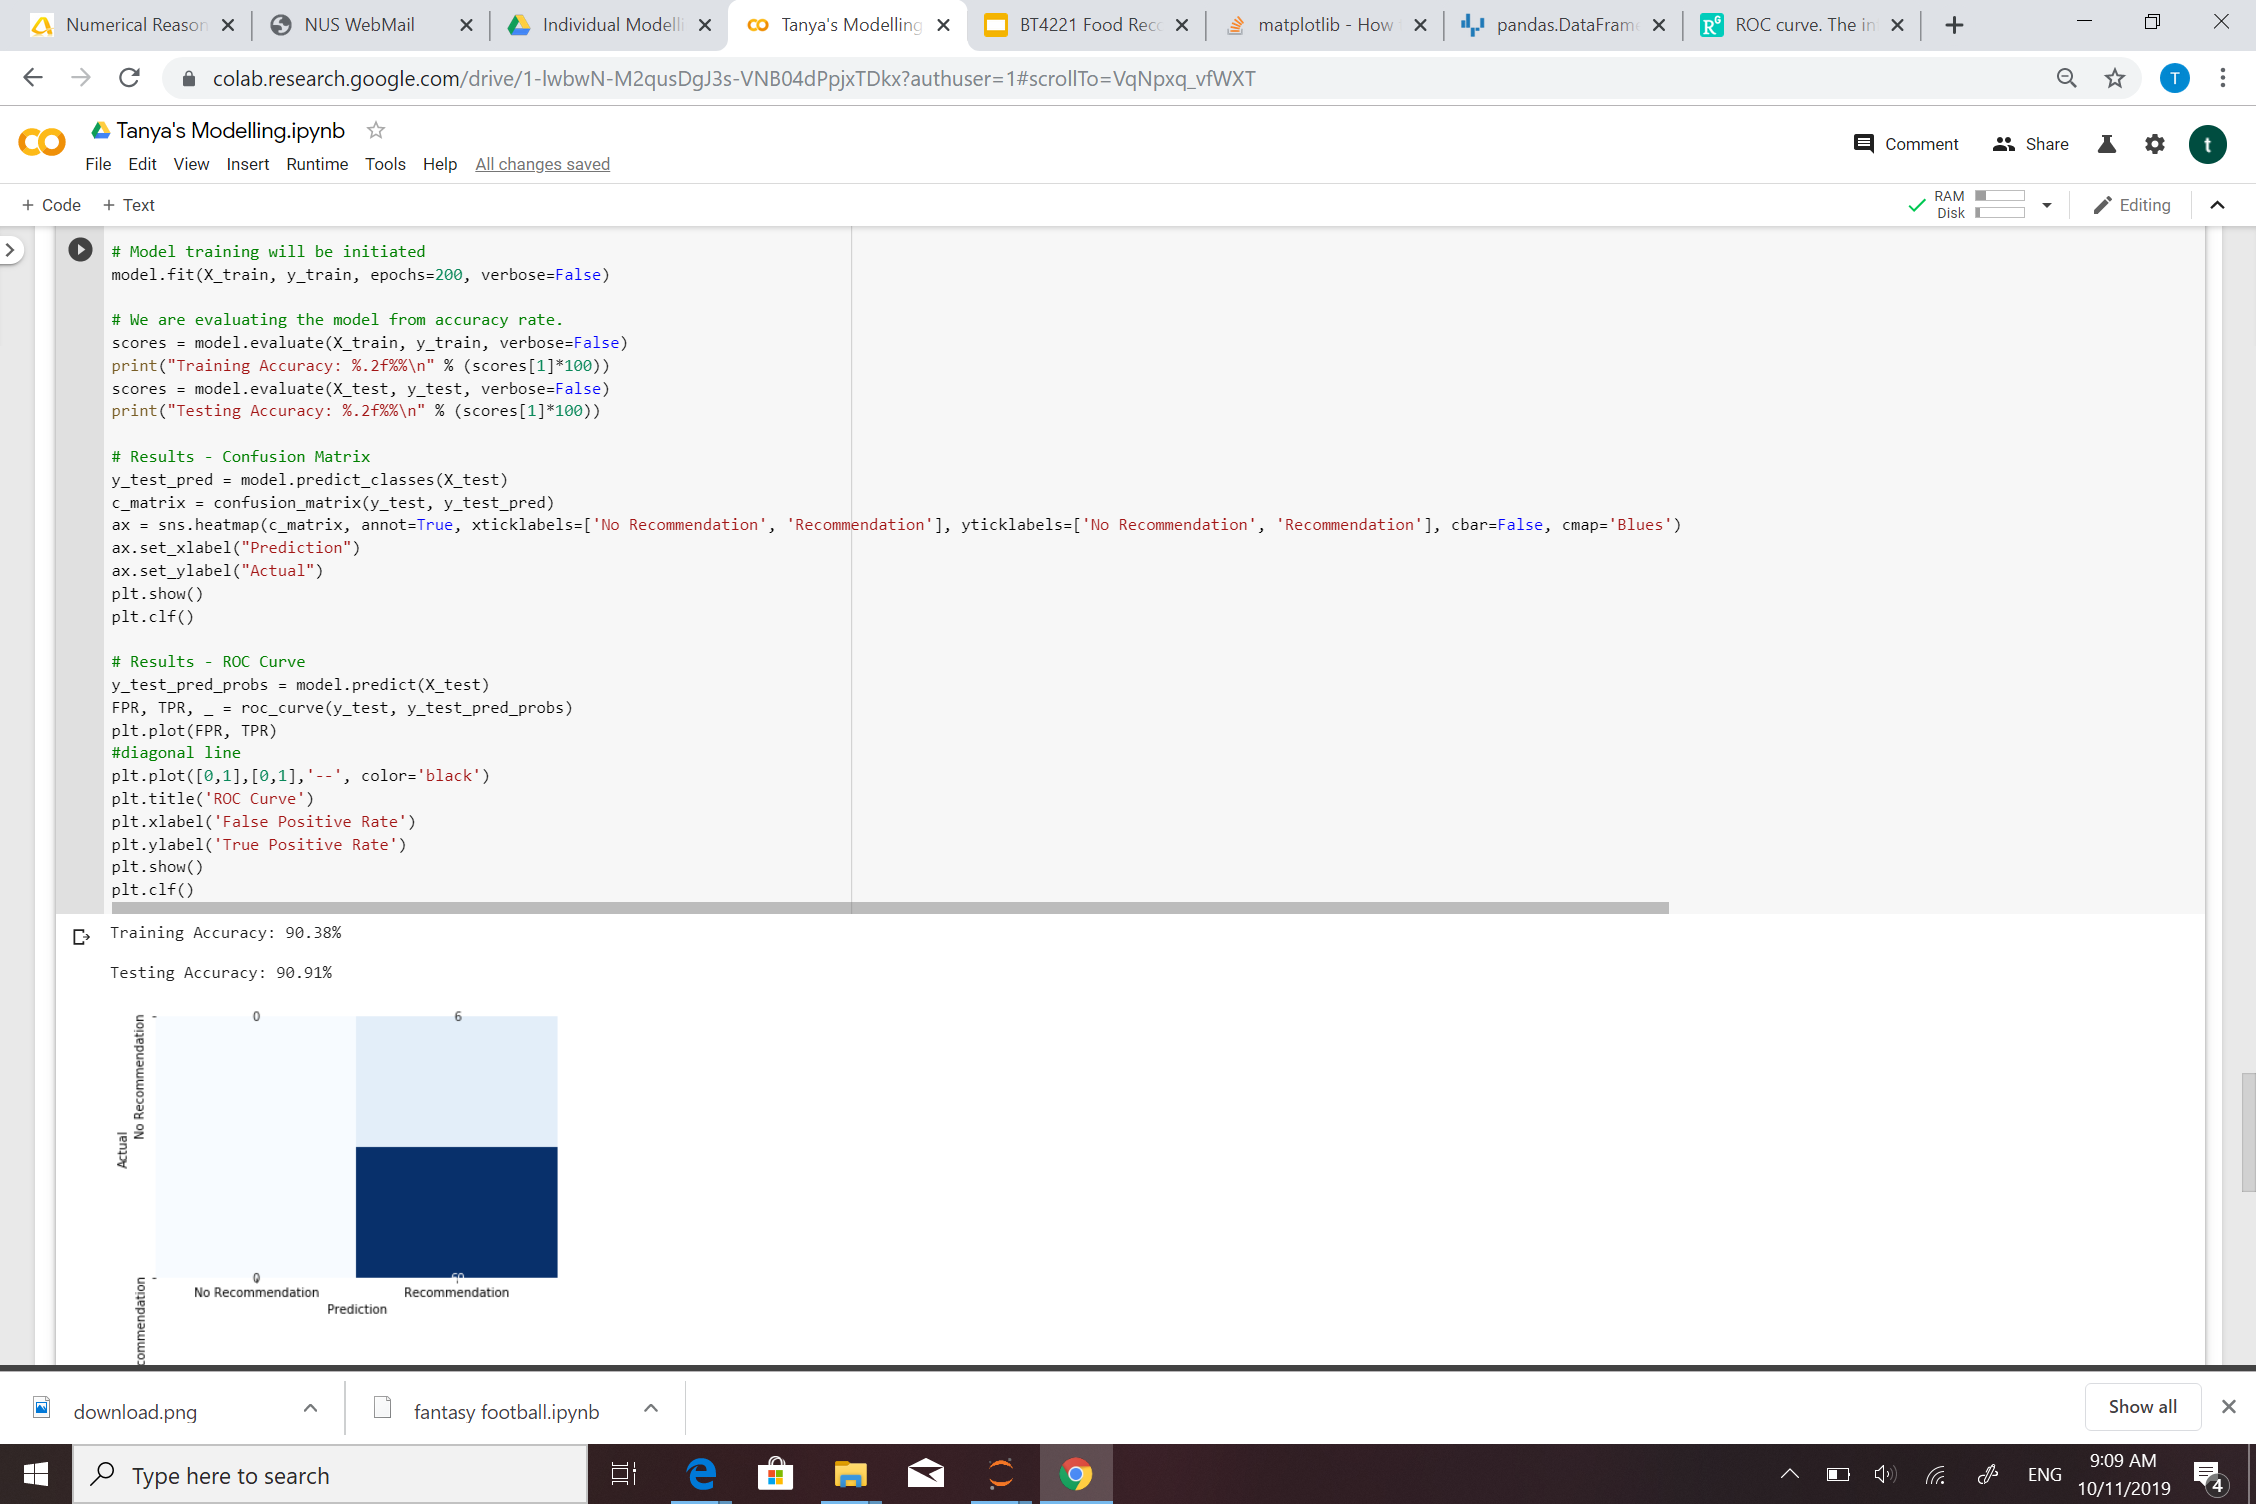 Numerical Reason
NUS WebMail
Individual Modelli
Tanya's Modelling
BT4221 Food Reco
matplotlib - How
pandas.DataFrame
ROC curve. The in
colab.research.google.com/drive/1-lwbwN-M2qusDgJ3s-VNB04dPpjxTDkx?authuser=1#scrollTo=VqNpxq_vfWXT
T
CO
Tanya's Modelling.ipynb
Comment
Share
t
File Edit View Insert Runtime Tools Help All changes saved
+ Code + Text
RAM
Disk
Editing
# Model training will be initiated
model.fit(X_train, y_train, epochs=200, verbose=False)
# We are evaluating the model from accuracy rate.
scores = model.evaluate(X_train, y_train, verbose=False)
print("Training Accuracy: %.2f%%\n" % (scores[1]*100))
scores = model.evaluate(X_test, y_test, verbose=False)
print("Testing Accuracy: %.2f%%\n" % (scores[1]*100))
# Results - Confusion Matrix
y_test_pred = model.predict_classes(X_test)
c_matrix = confusion_matrix(y_test, y_test_pred)
ax = sns.heatmap(c_matrix, annot=True, xticklabels=['No Recommendation', 'Recommendation'], yticklabels=['No Recommendation', 'Recommendation'], cbar=False, cmap='Blues')
ax.set_xlabel("Prediction")
ax.set_ylabel("Actual")
plt.show()
plt.clf()
# Results - ROC Curve
y_test_pred_probs = model.predict(X_test)
FPR, TPR, _ = roc_curve(y_test, y_test_pred_probs)
plt.plot(FPR, TPR)
#diagonal line
plt.plot([0,1],[0,1],'--', color='black')
plt.title('ROC Curve')
plt.xlabel('False Positive Rate')
plt.ylabel('True Positive Rate')
plt.show()
plt.clf()
Training Accuracy: 90.38%
Testing Accuracy: 90.91%
0 6
No Recommendation
Actual
0
No Recommendation Recommendation
Prediction
commendation
download.png
fantasy football.ipynb
Show all
Type here to search
ENG
9:09 AM
10/11/2019
4